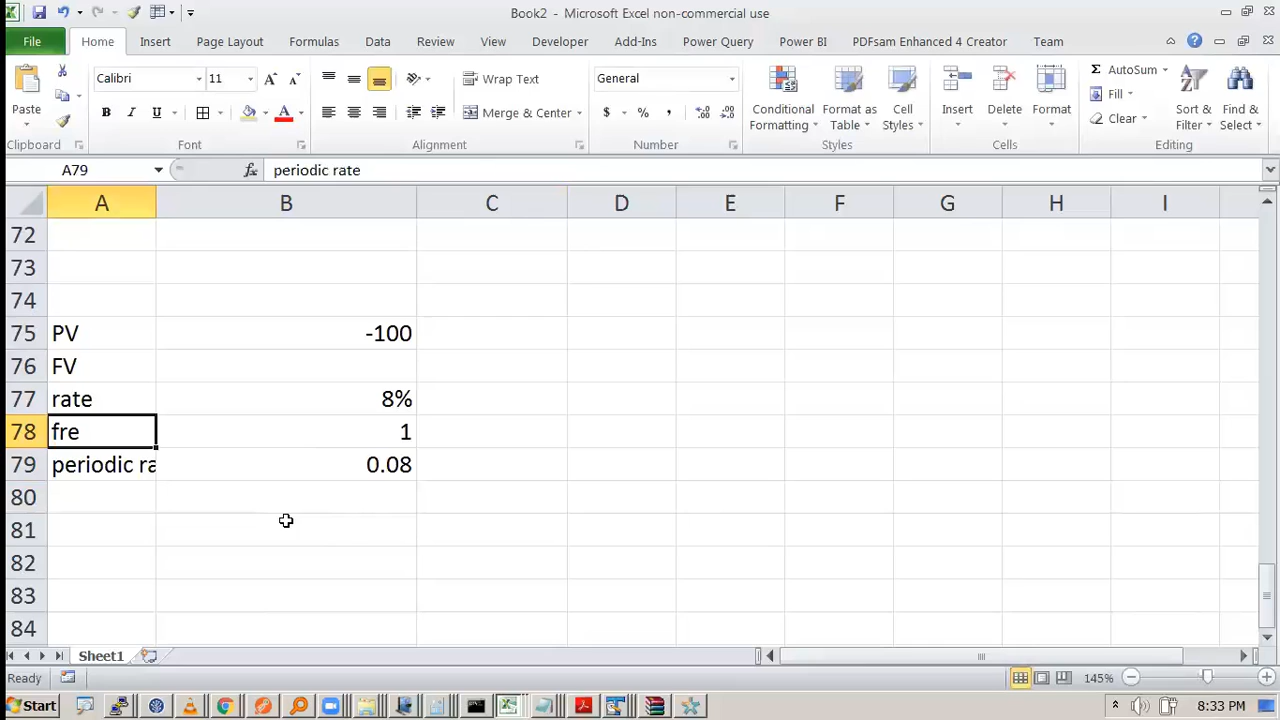 Book2 - Microsoft Excel non-commercial use
File Home Insert Page Layout Formulas Data Review View Developer Add-Ins Power Query Power BI PDFsam Enhanced 4 Creator Team
Paste
Calibri 11
B I U A
Wrap Text
Merge & Center
General
$ % ,
Conditional Formatting
Format as Table
Cell Styles
Insert Delete Format
Σ AutoSum
Fill
Clear
Sort & Filter
Find & Select
Clipboard Font Alignment Number Styles Cells Editing
A79 fx periodic rate
A B C D E F G H I
72
73
74
75 PV -100
76 FV
77 rate 8%
78 fre 1
79 periodic ra 0.08
80
81
82
83
84
Sheet1
Ready 145%
Start 8:33 PM